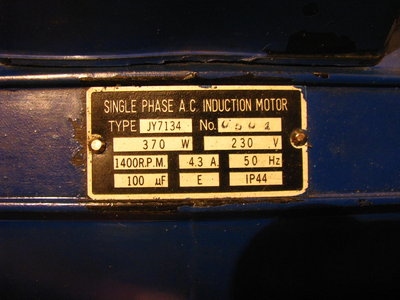 SINGLE PHASE A.C. INDUCTION MOTOR
TYPE JY7134 No.
370 W 230 V
1400R.P.M. 4.3 A. 50 Hz
100 µF E IP44